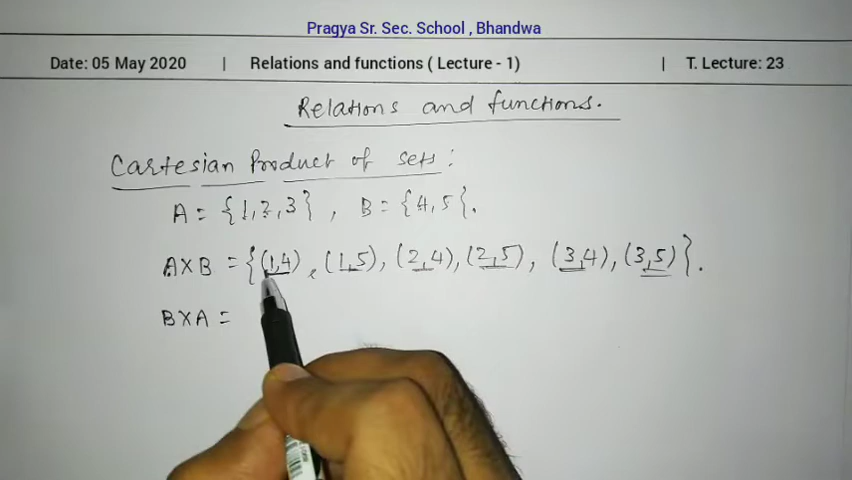 Pragya Sr. Sec. School , Bhandwa
Date: 05 May 2020 | Relations and functions ( Lecture - 1) | T. Lecture: 23
Relations and functions.
Cartesian Product of sets :
A = {1,2,3} , B = {4,5}.
A×B = {(1,4) , (1,5), (2,4), (2,5) , (3,4), (3,5)}.
B×A =